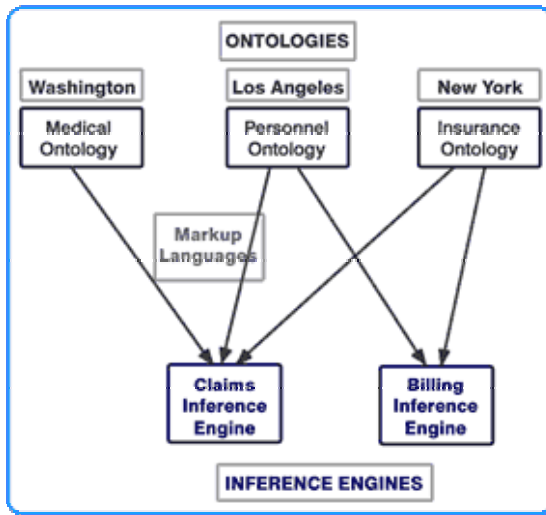 ONTOLOGIES
Washington
Los Angeles
New York
Medical
Ontology
Personnel
Ontology
Insurance
Ontology
Markup
Languages
Claims
Inference
Engine
Billing
Inference
Engine
INFERENCE ENGINES